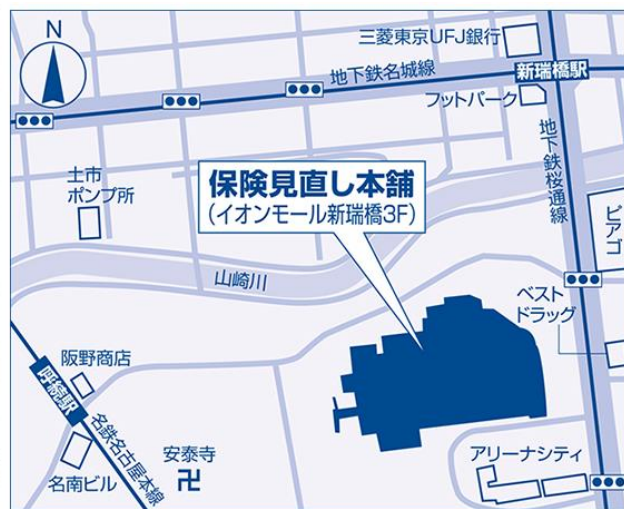 N
三菱東京UFJ銀行
地下鉄名城線
新瑞橋駅
フットパーク
地下鉄桜通線
土市
ポンプ所
保険見直し本舗
(イオンモール新瑞橋3F)
ピアゴ
山崎川
ベスト
ドラッグ
阪野商店
呼続駅
名鉄名古屋本線
名南ビル
安泰寺
卍
アリーナシティ